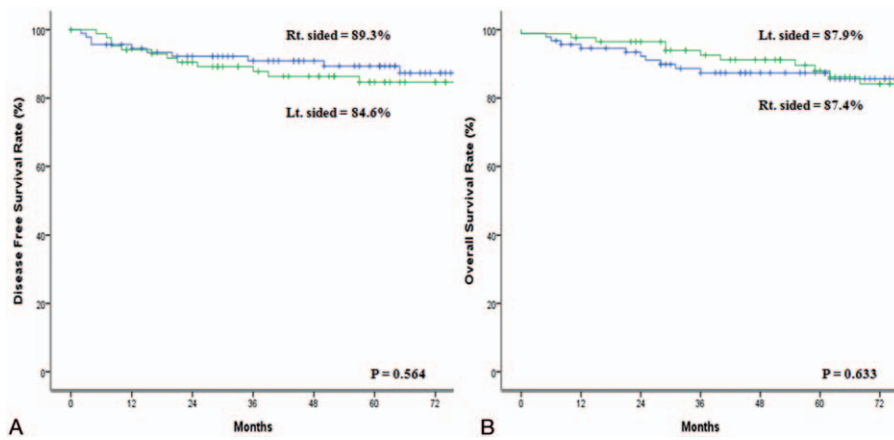 100
80
60
40
20
0
Disease Free Survival Rate (%)
Rt. sided = 89.3%
Lt. sided = 84.6%
P = 0.564
0 12 24 36 48 60 72
Months
A
100
80
60
40
20
0
Overall Survival Rate (%)
Lt. sided = 87.9%
Rt. sided = 87.4%
P = 0.633
0 12 24 36 48 60 72
Months
B